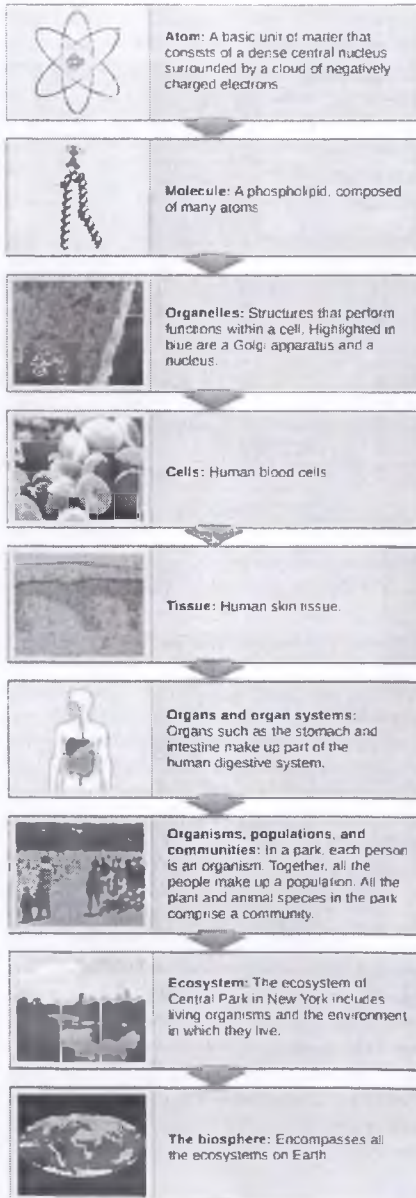 Atom: A basic unit of matter that
consists of a dense central nucleus
surrounded by a cloud of negatively
charged electrons
Molecule: A phospholipid, composed
of many atoms
Organelles: Structures that perform
functions within a cell. Highlighted in
blue are a Golgi apparatus and a
nucleus.
Cells: Human blood cells
Tissue: Human skin tissue.
Organs and organ systems:
Organs such as the stomach and
intestine make up part of the
human digestive system.
Organisms, populations, and
communities: In a park, each person
is an organism. Together, all the
people make up a population. All the
plant and animal species in the park
comprise a community.
Ecosystem: The ecosystem of
Central Park in New York includes
living organisms and the environment
in which they live.
The biosphere: Encompasses all
the ecosystems on Earth